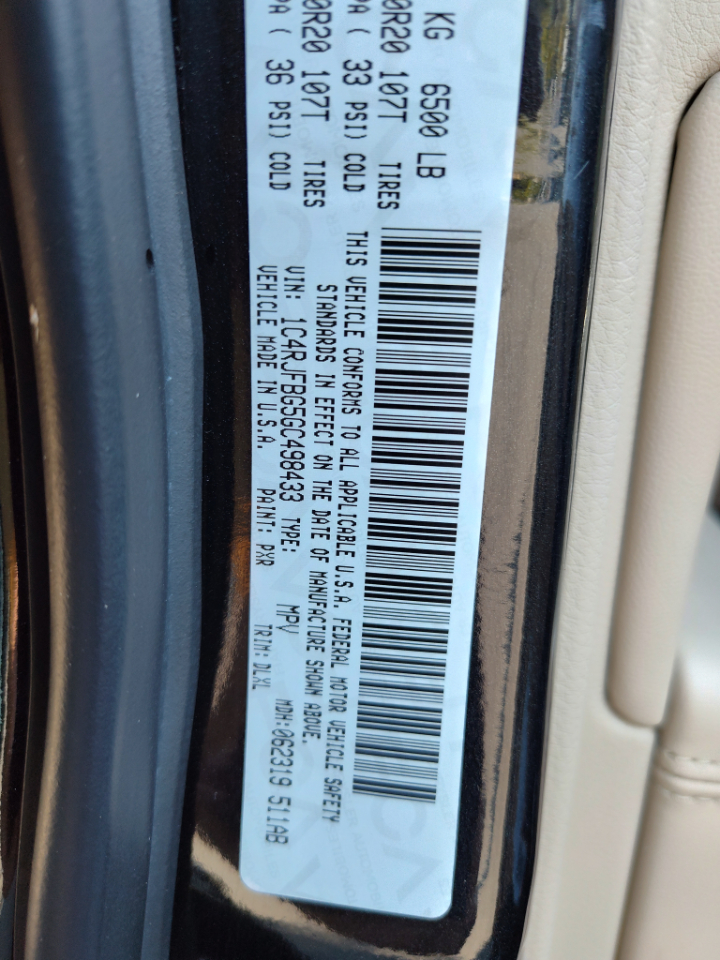 KG 6500 LB
0R20 107T TIRES
PA ( 33 PSI) COLD
0R20 107T TIRES
PA ( 36 PSI) COLD
THIS VEHICLE CONFORMS TO ALL APPLICABLE U.S.A. FEDERAL MOTOR VEHICLE SAFETY
STANDARDS IN EFFECT ON THE DATE OF MANUFACTURE SHOWN ABOVE.
VIN: 1C4RJFBG5GC498433 TYPE: MPV MDH:062319 511AB
VEHICLE MADE IN U.S.A. PAINT: PXR TRIM: DLXL